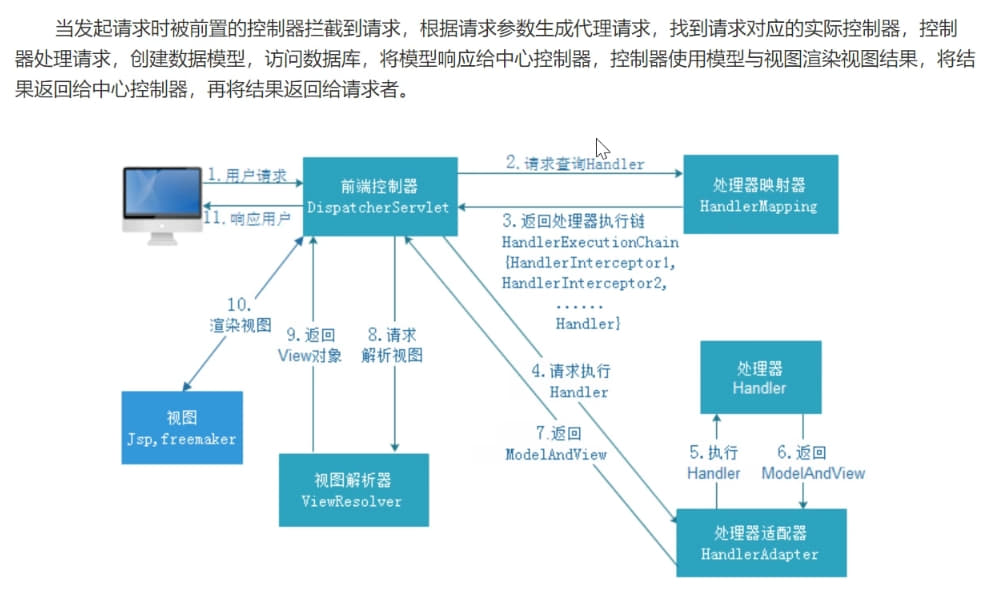 当发起请求时被前置的控制器拦截到请求，根据请求参数生成代理请求，找到请求对应的实际控制器，控制
器处理请求，创建数据模型，访问数据库，将模型响应给中心控制器，控制器使用模型与视图渲染视图结果，将结
果返回给中心控制器，再将结果返回给请求者。
1.用户请求
11.响应用户
前端控制器
DispatcherServlet
2.请求查询Handler
处理器映射器
HandlerMapping
3.返回处理器执行链
HandlerExecutionChain
{HandlerInterceptor1,
HandlerInterceptor2,
......
Handler}
10.
渲染视图
9.返回
View对象
8.请求
解析视图
4.请求执行
Handler
处理器
Handler
视图
Jsp,freemaker
7.返回
ModelAndView
5.执行
Handler
6.返回
ModelAndView
视图解析器
ViewResolver
处理器适配器
HandlerAdapter